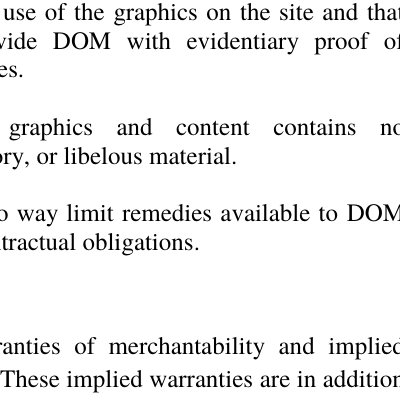 use of the graphics on the site and that
vide DOM with evidentiary proof of
es.
graphics and content contains no
ory, or libelous material.
o way limit remedies available to DOM
tractual obligations.
ranties of merchantability and implied
These implied warranties are in addition